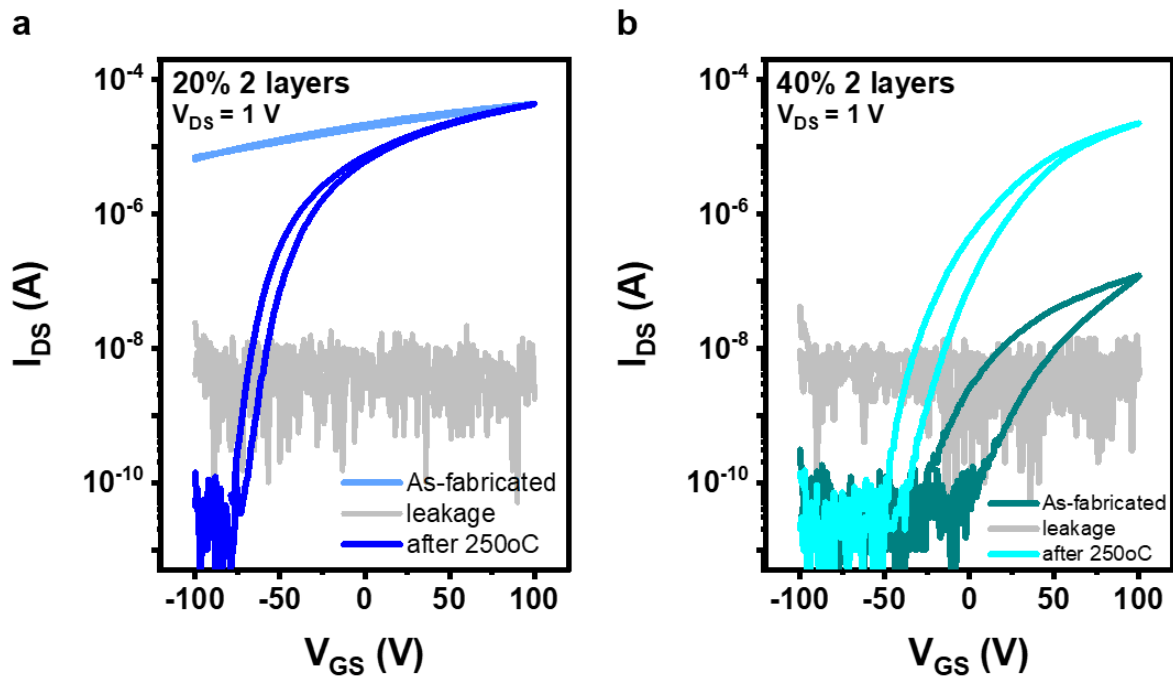 a
20% 2 layers
V_DS = 1 V
10^-4
10^-6
10^-8
10^-10
I_DS (A)
As-fabricated
leakage
after 250oC
-100 -50 0 50 100
V_GS (V)
b
40% 2 layers
V_DS = 1 V
10^-4
10^-6
10^-8
10^-10
I_DS (A)
As-fabricated
leakage
after 250oC
-100 -50 0 50 100
V_GS (V)